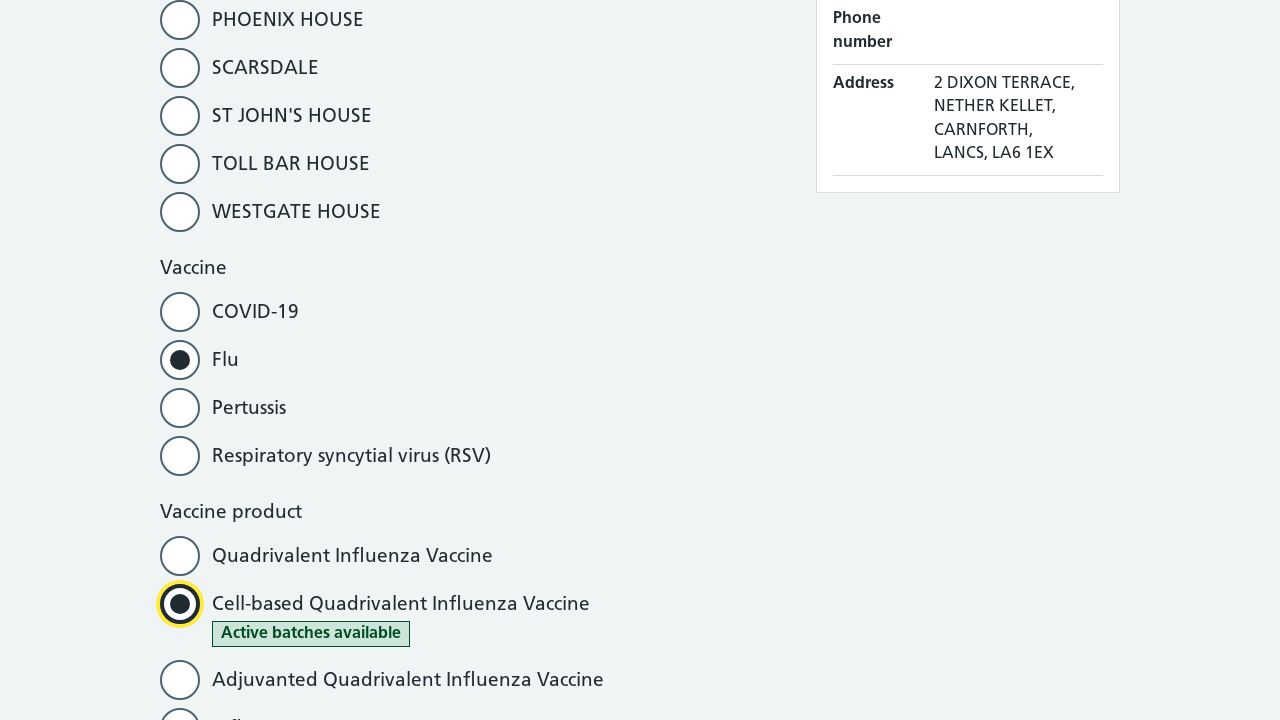 PHOENIX HOUSE
SCARSDALE
ST JOHN'S HOUSE
TOLL BAR HOUSE
WESTGATE HOUSE
Vaccine
COVID-19
Flu
Pertussis
Respiratory syncytial virus (RSV)
Vaccine product
Quadrivalent Influenza Vaccine
Cell-based Quadrivalent Influenza Vaccine
Active batches available
Adjuvanted Quadrivalent Influenza Vaccine
Phone
number
Address
2 DIXON TERRACE,
NETHER KELLET,
CARNFORTH,
LANCS, LA6 1EX